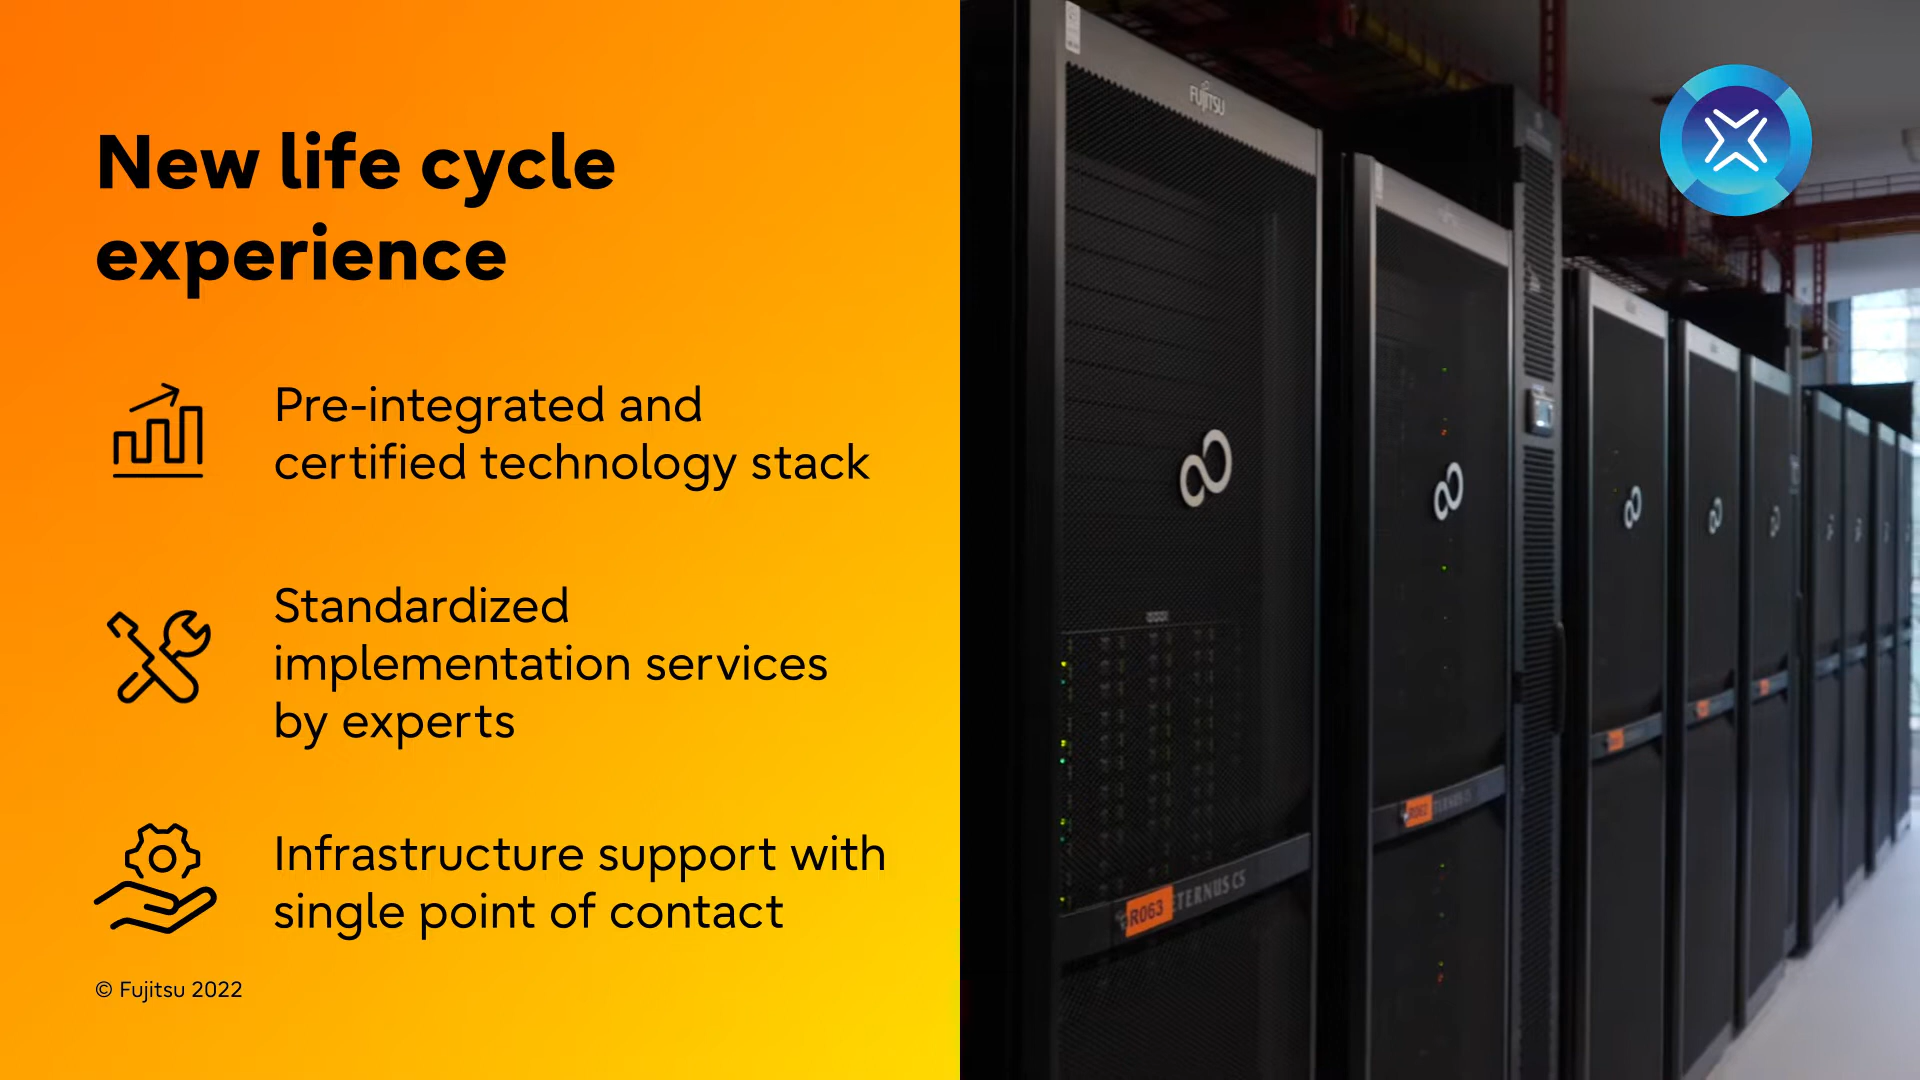 New life cycle
experience
Pre-integrated and
certified technology stack
Standardized
implementation services
by experts
Infrastructure support with
single point of contact
© Fujitsu 2022
FUJITSU
R063
ETERNUS CS
R062